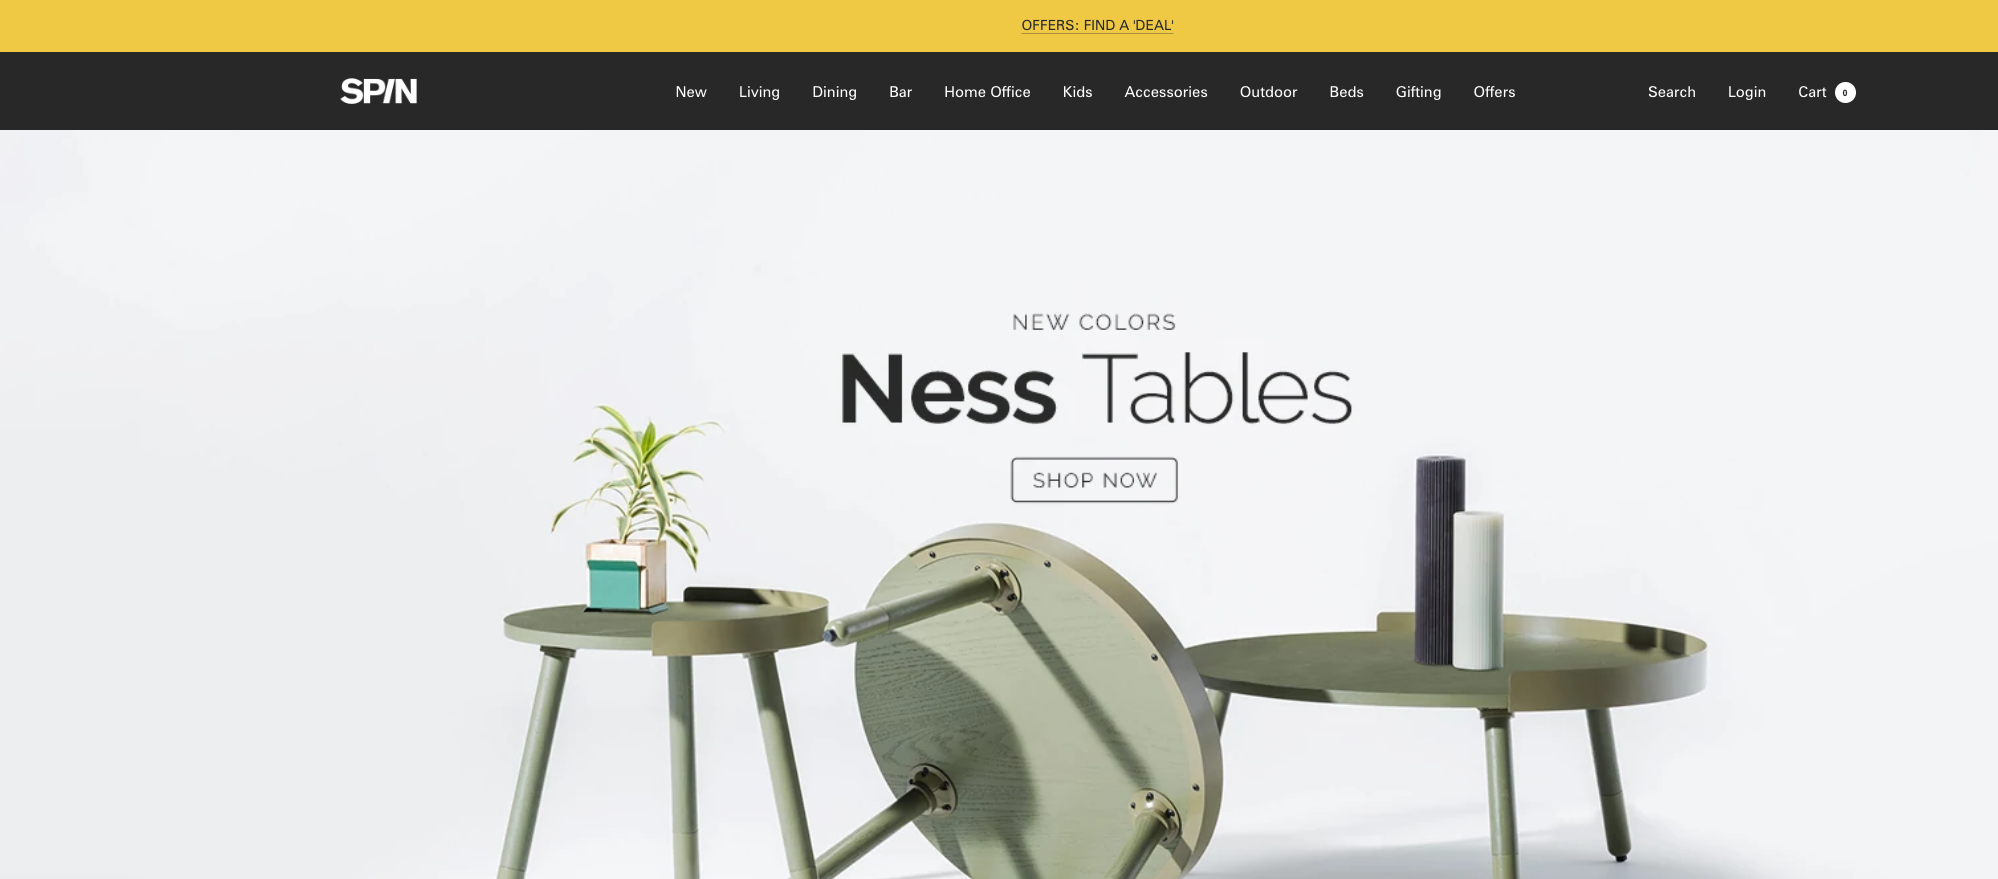 OFFERS: FIND A 'DEAL'
SPIN
New Living Dining Bar Home Office Kids Accessories Outdoor Beds Gifting Offers Search Login Cart 0
NEW COLORS
Ness Tables
SHOP NOW